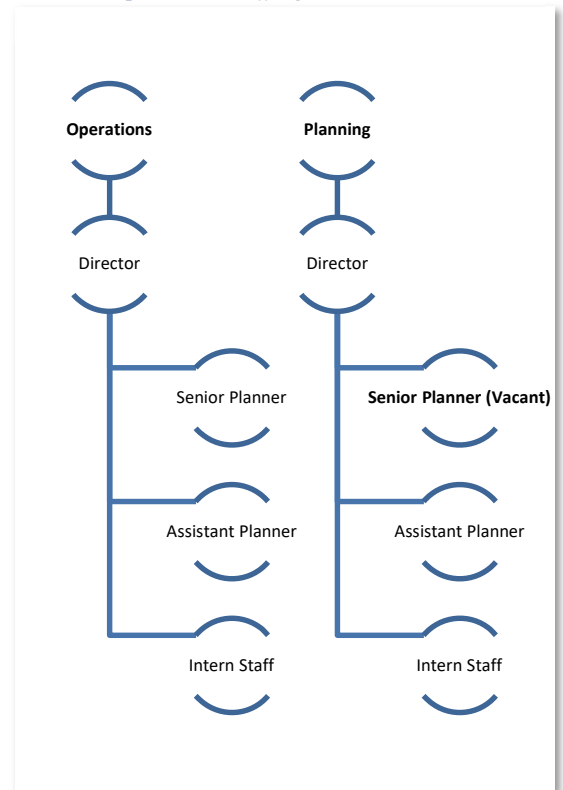 Operations
Planning
Director
Director
Senior Planner
Senior Planner (Vacant)
Assistant Planner
Assistant Planner
Intern Staff
Intern Staff